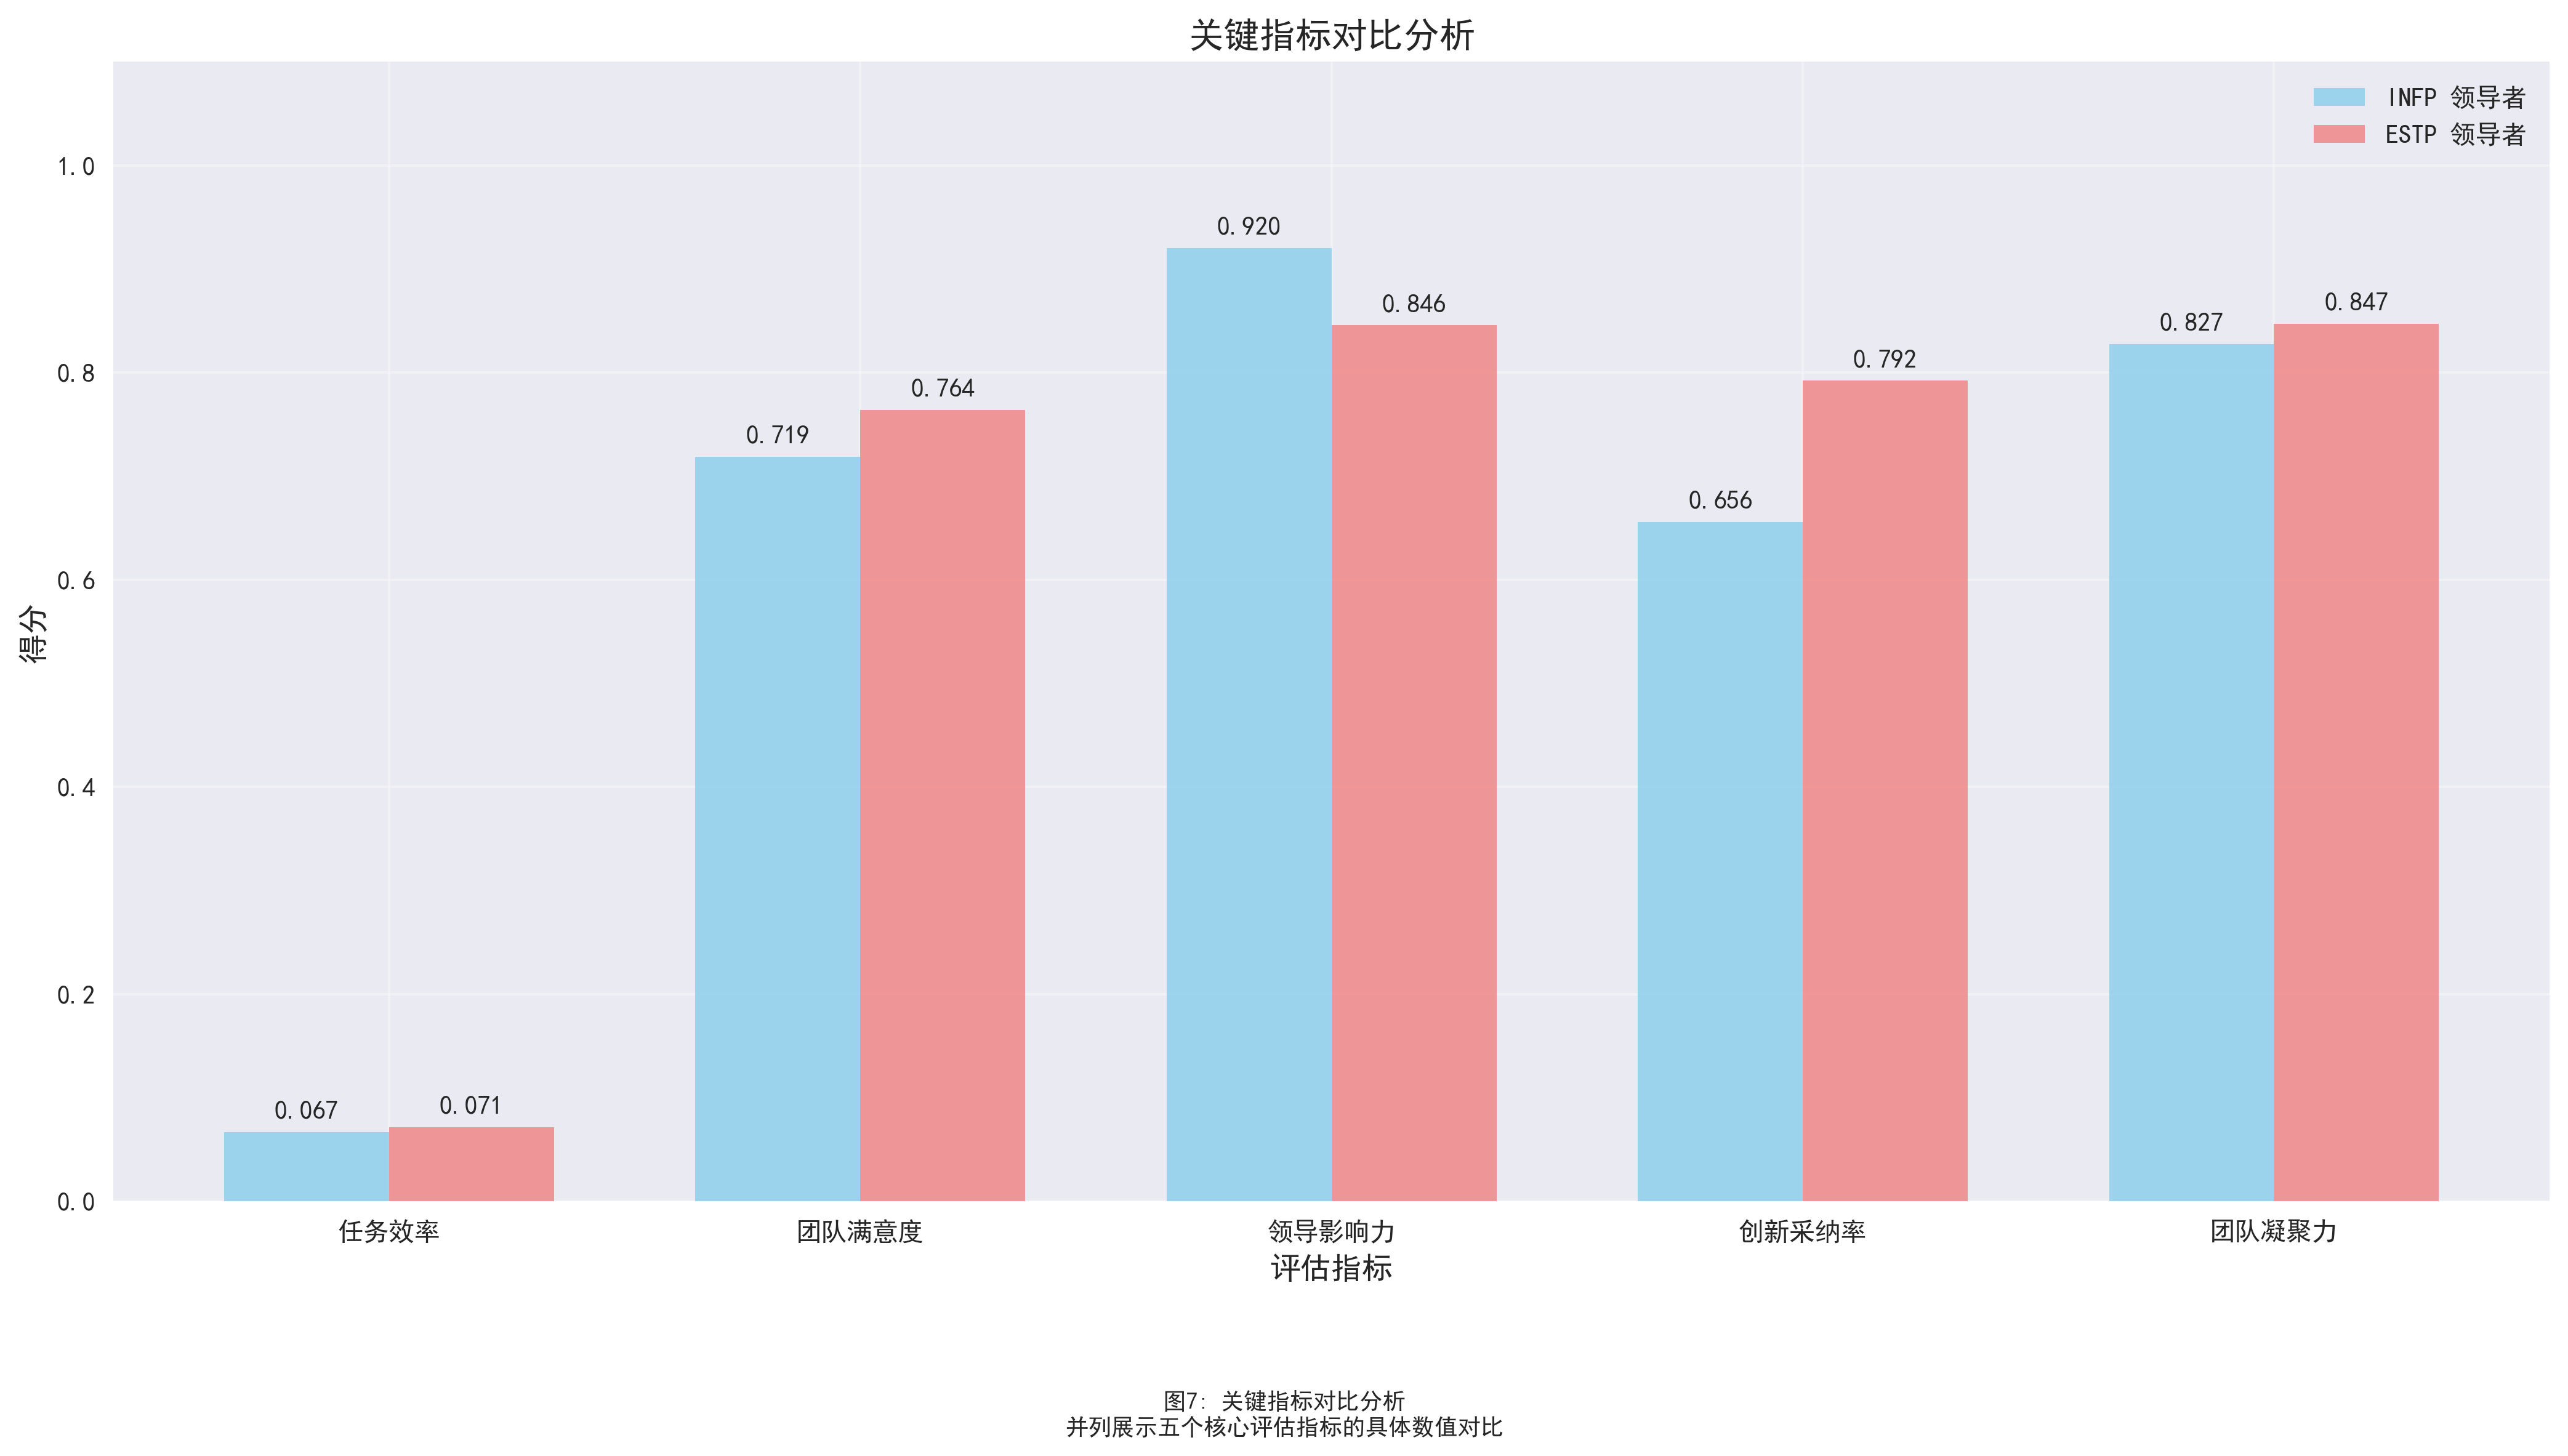 关键指标对比分析
INFP 领导者
ESTP 领导者
得分
1.0
0.8
0.6
0.4
0.2
0.0
0.067
0.071
0.719
0.764
0.920
0.846
0.656
0.792
0.827
0.847
任务效率
团队满意度
领导影响力
创新采纳率
团队凝聚力
评估指标
图7: 关键指标对比分析
并列展示五个核心评估指标的具体数值对比